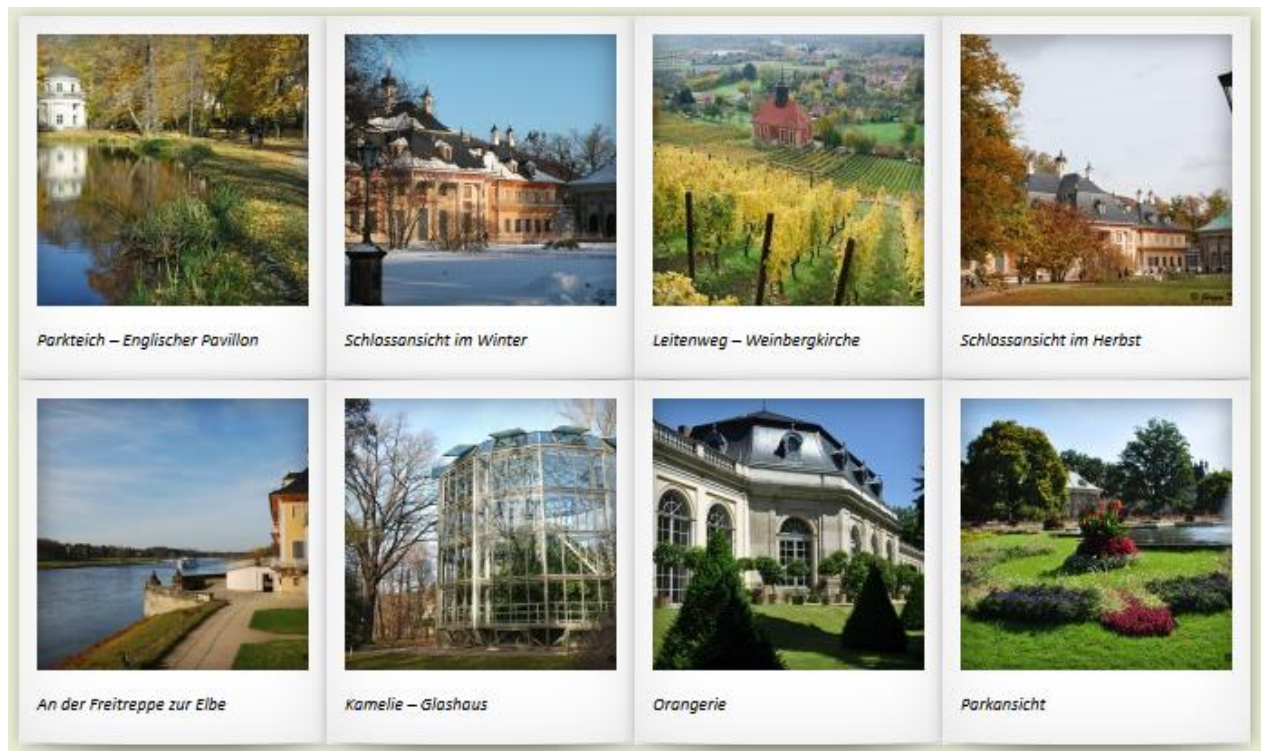 Parkteich – Englischer Pavillon
Schlossansicht im Winter
Leitenweg – Weinbergkirche
Schlossansicht im Herbst
An der Freitreppe zur Elbe
Kamelie – Glashaus
Orangerie
Parkansicht